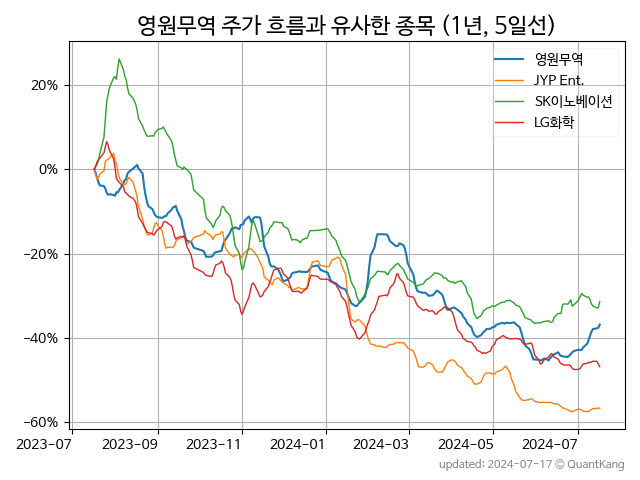 영원무역 주가 흐름과 유사한 종목 (1년, 5일선)
영원무역
JYP Ent.
SK이노베이션
LG화학
20%
0%
−20%
−40%
−60%
2023-07 2023-09 2023-11 2024-01 2024-03 2024-05 2024-07
updated: 2024-07-17 © QuantKang